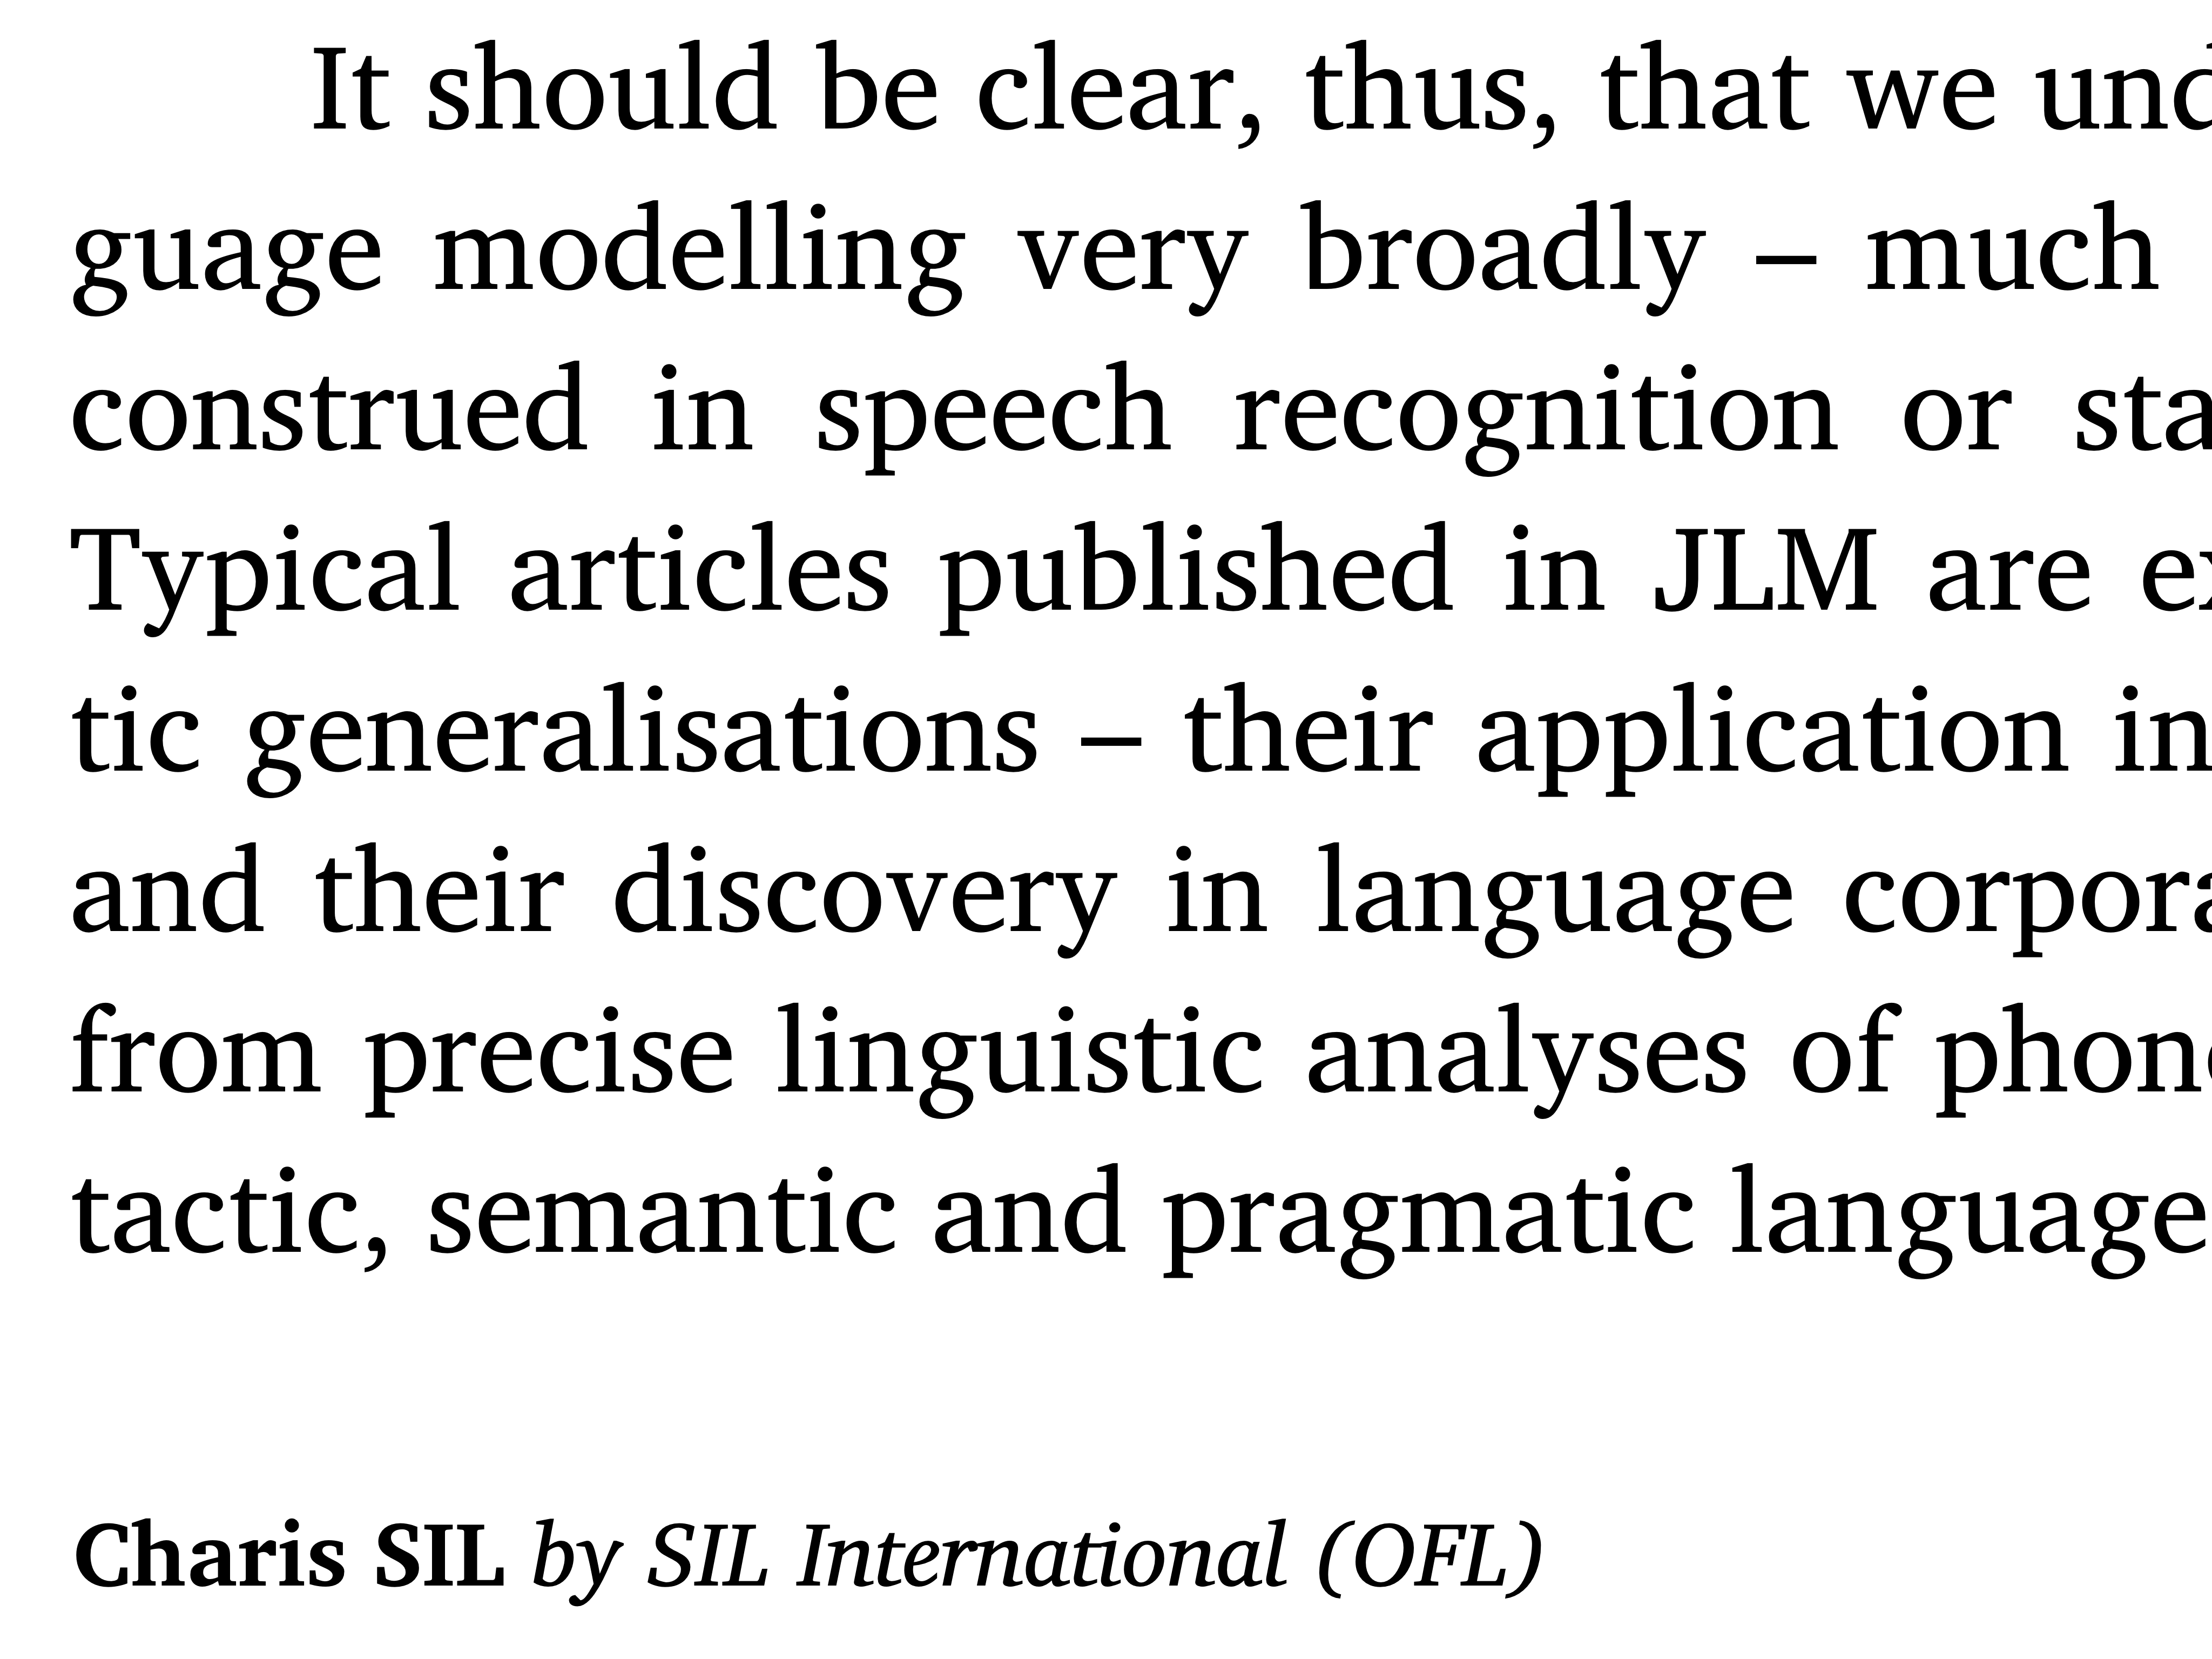 It should be clear, thus, that we und
guage modelling very broadly – much
construed in speech recognition or sta
Typical articles published in JLM are ex
tic generalisations – their application in
and their discovery in language corpora
from precise linguistic analyses of phono
tactic, semantic and pragmatic language
Charis SIL by SIL International (OFL)